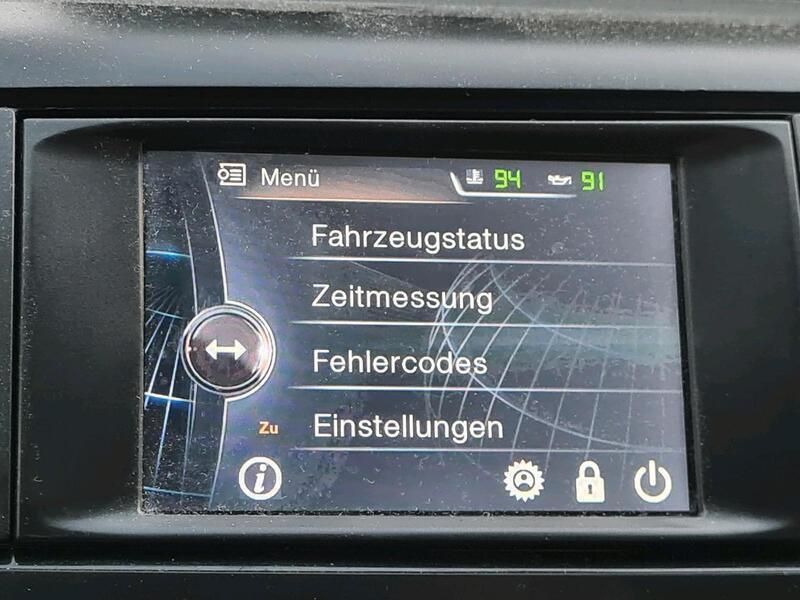 Menü 94 91
Fahrzeugstatus
Zeitmessung
Fehlercodes
Zu Einstellungen
i